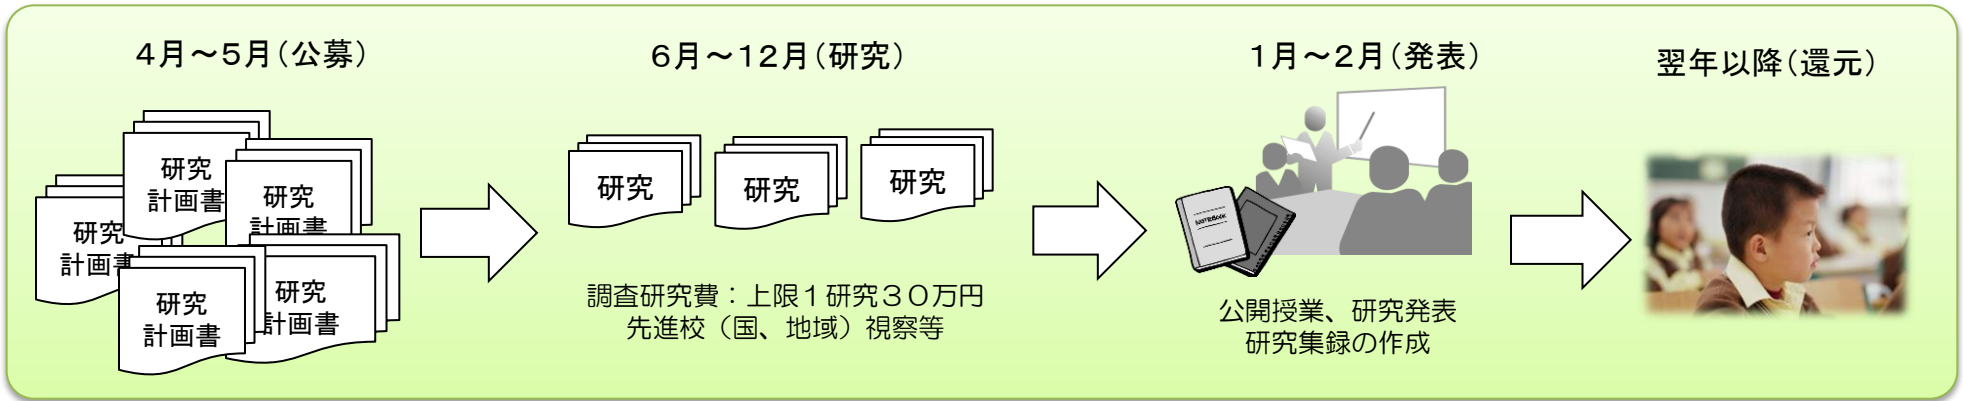 4月～5月（公募）
研究
計画書
研究
計画書
研究
計画書
研究
計画書
研究
計画書
6月～12月（研究）
研究
研究
研究
調査研究費：上限１研究３０万円
先進校（国、地域）視察等
1月～2月（発表）
NOTEBOOK
公開授業、研究発表
研究集録の作成
翌年以降（還元）